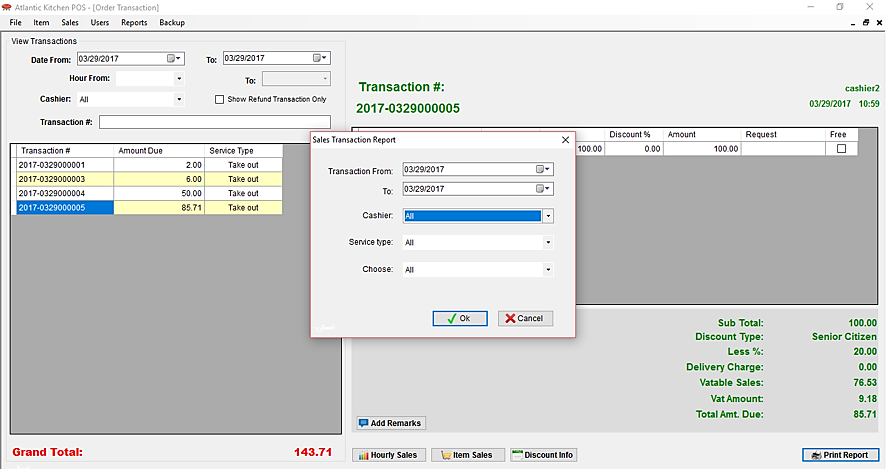 Atlantic Kitchen POS - [Order Transaction]
File Item Sales Users Reports Backup
View Transactions
Date From: 03/29/2017 To: 03/29/2017
Hour From: To:
Cashier: All Show Refund Transaction Only
Transaction #:
Transaction # Amount Due Service Type
2017-0329000001 2.00 Take out
2017-0329000003 6.00 Take out
2017-0329000004 50.00 Take out
2017-0329000005 85.71 Take out
Grand Total: 143.71
Sales Transaction Report
Transaction From: 03/29/2017
To: 03/29/2017
Cashier: All
Service type: All
Choose: All
Ok Cancel
Transaction #:
2017-0329000005
cashier2
03/29/2017 10:59
Discount % Amount Request Free
100.00 0.00 100.00
Sub Total: 100.00
Discount Type: Senior Citizen
Less %: 20.00
Delivery Charge: 0.00
Vatable Sales: 76.53
Vat Amount: 9.18
Total Amt. Due: 85.71
Add Remarks
Hourly Sales Item Sales Discount Info Print Report